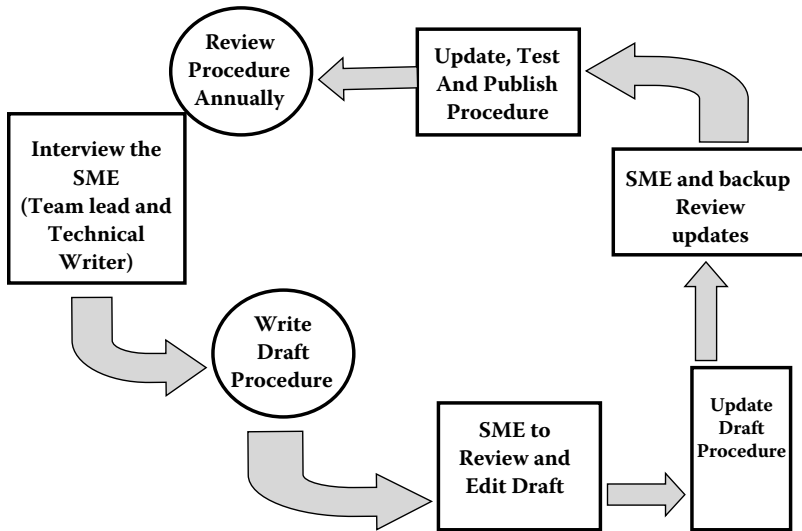 Review
Procedure
Annually
Update, Test
And Publish
Procedure
Interview the
SME
(Team lead and
Technical
Writer)
SME and backup
Review
updates
Write
Draft
Procedure
SME to
Review and
Edit Draft
Update
Draft
Procedure